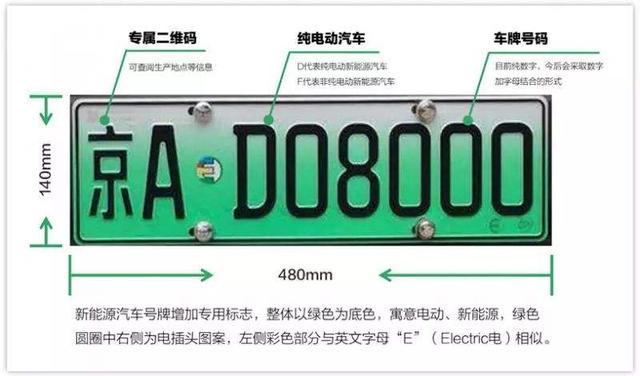 专属二维码
可查阅生产地点等信息
纯电动汽车
D代表纯电动新能源汽车
F代表非纯电动新能源汽车
车牌号码
目前纯数字，今后会采取数字
加字母结合的形式
140mm
京A D08000
480mm
新能源汽车号牌增加专用标志，整体以绿色为底色，寓意电动、新能源，绿色
圆圈中右侧为电插头图案，左侧彩色部分与英文字母“E”（Electric电）相似。